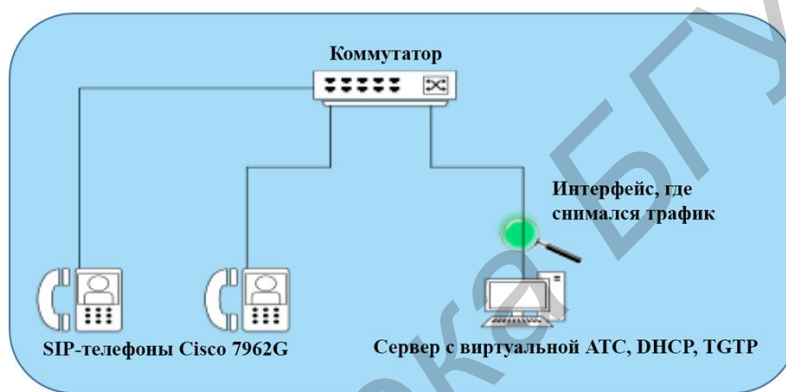 Коммутатор
Интерфейс, где
снимался трафик
SIP-телефоны Cisco 7962G
Сервер с виртуальной АТС, DHCP, TGTP